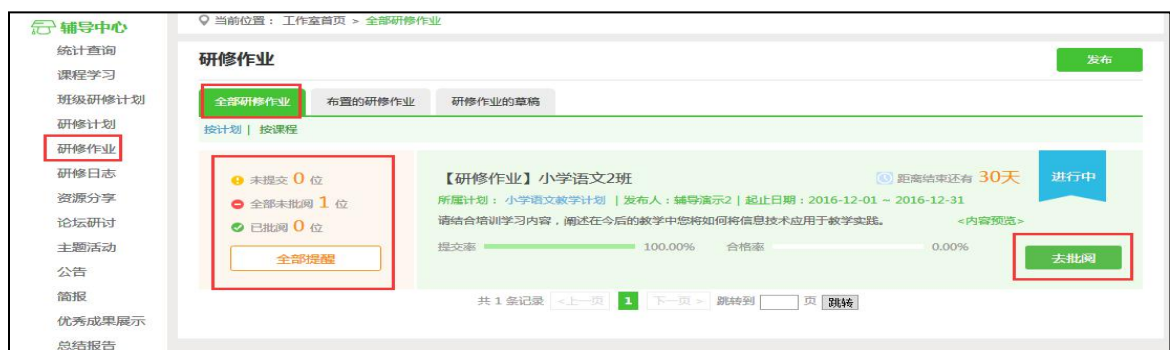 辅导中心
统计查询
课程学习
班级研修计划
研修计划
研修作业
研修日志
资源分享
论坛研讨
主题活动
公告
简报
优秀成果展示
总结报告
当前位置： 工作室首页 > 全部研修作业
研修作业
发布
全部研修作业 布置的研修作业 研修作业的草稿
按计划 | 按课程
未提交 0 位
全部未批阅 1 位
已批阅 0 位
全部提醒
【研修作业】小学语文2班
距离结束还有 30天
进行中
所属计划： 小学语文教学计划 | 发布人：辅导演示2 | 起止日期：2016-12-01 ~ 2016-12-31
请结合培训学习内容，阐述在今后的教学中您将如何将信息技术应用于教学实践。 <内容预览>
提交率 100.00% 合格率 0.00%
去批阅
共 1 条记录 <上一页 1 下一页 > 跳转到 页 跳转